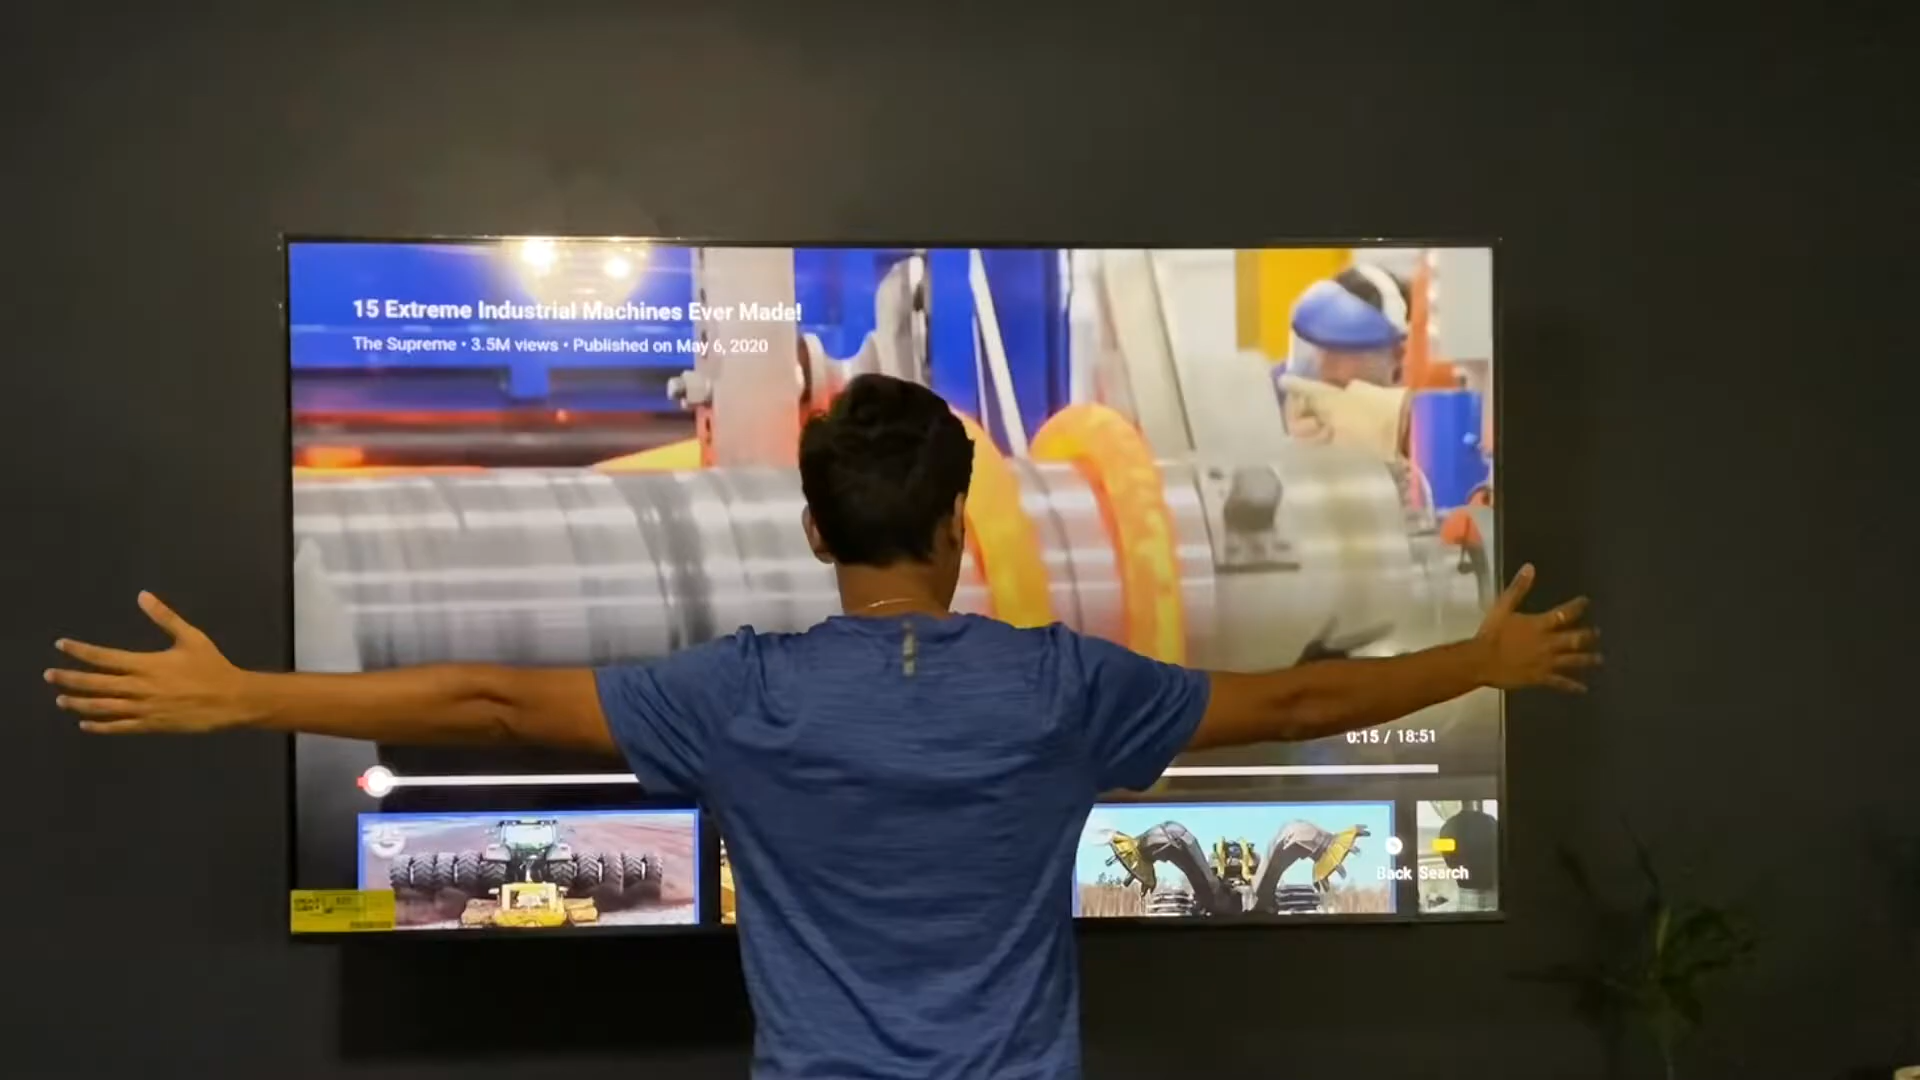 15 Extreme Industrial Machines Ever Made!
The Supreme • 3.5M views • Published on May 6, 2020
0:15 / 18:51
Back Search